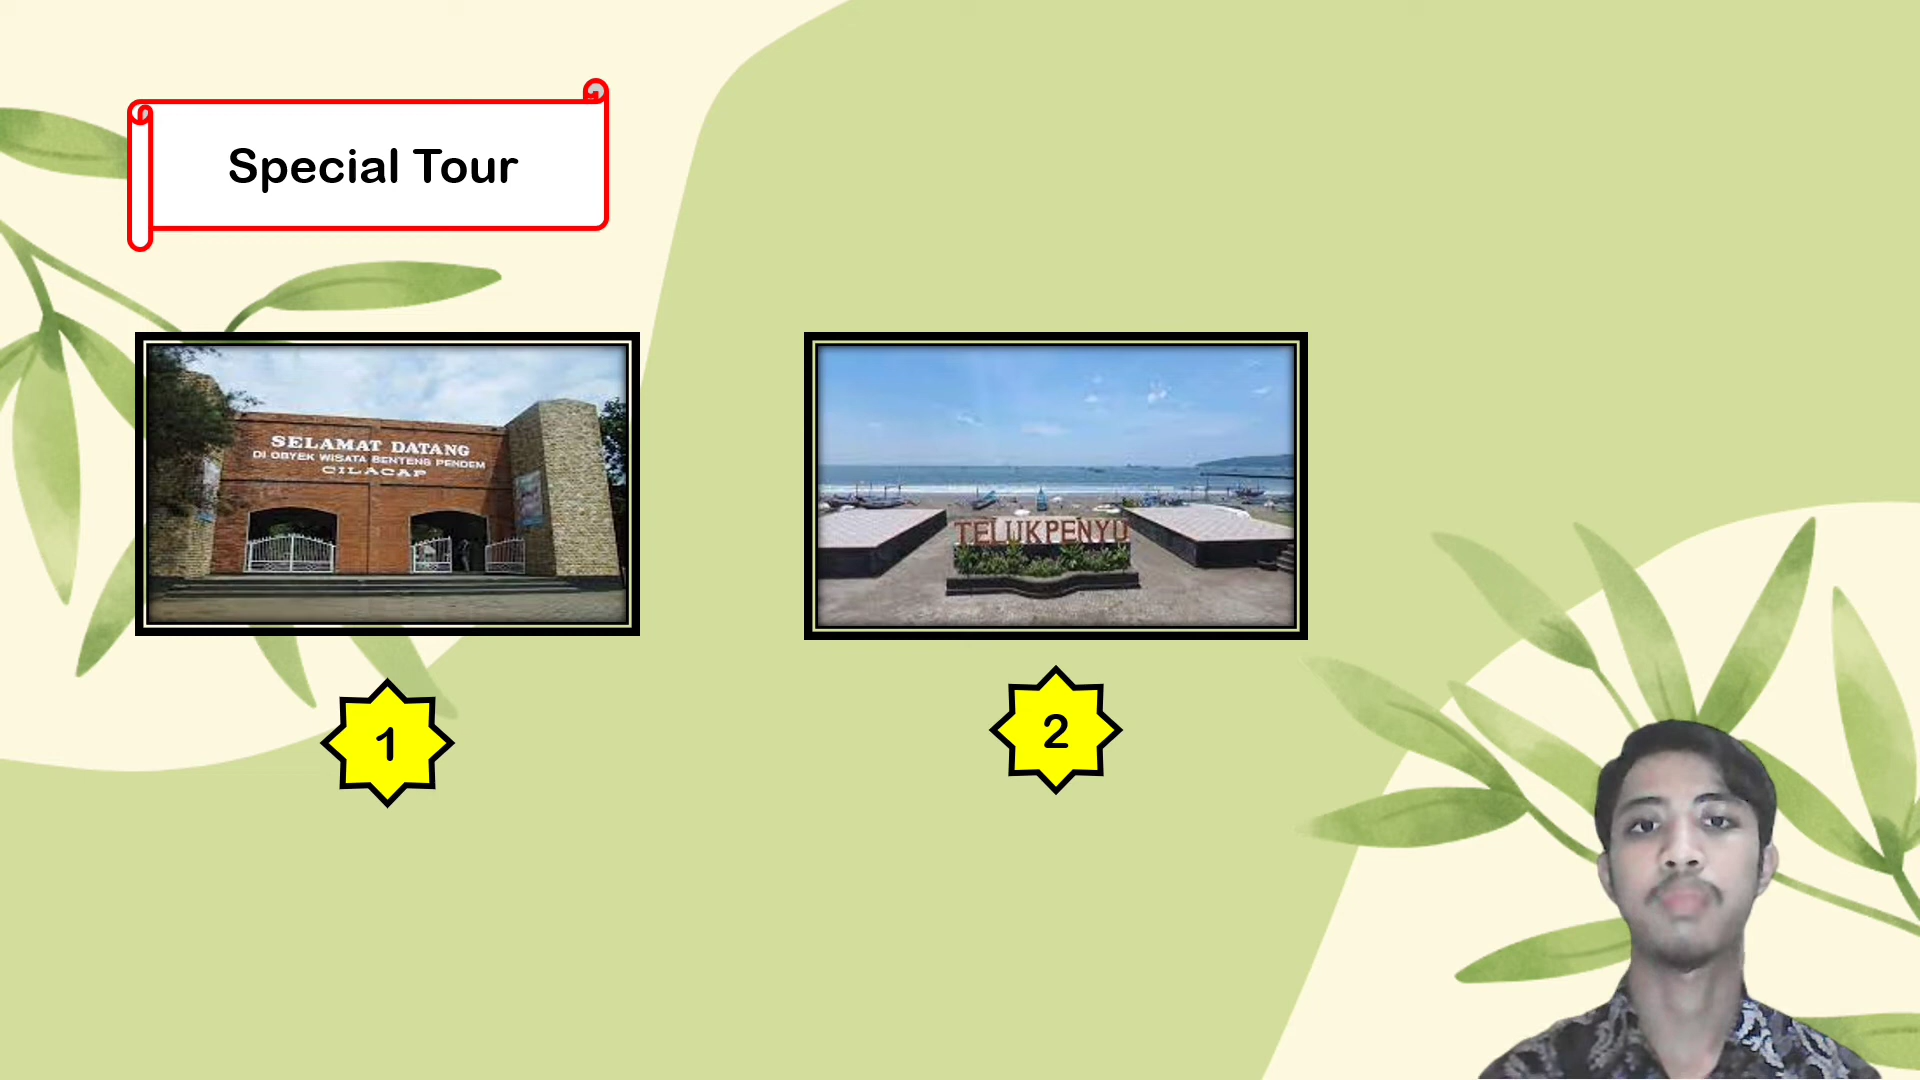 Special Tour
SELAMAT DATANG
DI OBYEK WISATA BENTENG PENDEM
CILACAP
TELUKPENYU
1
2